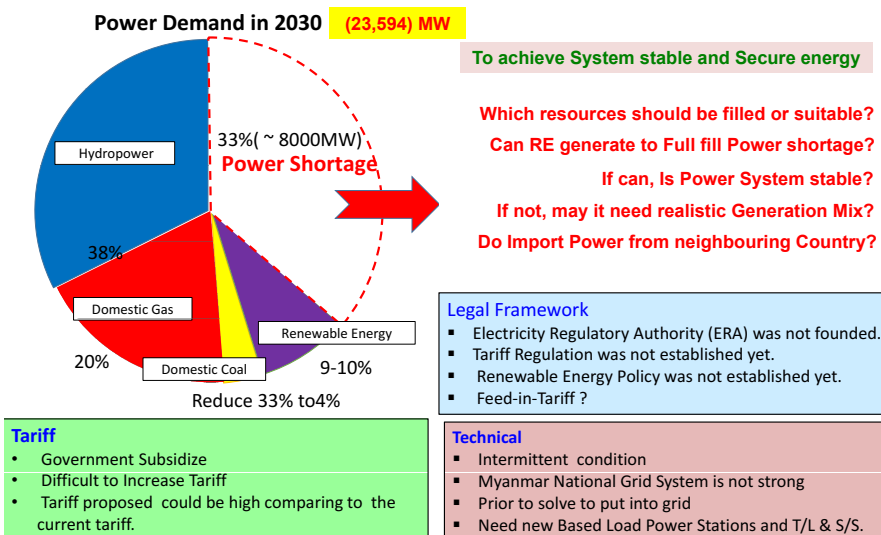 Power Demand in 2030 (23,594) MW
To achieve System stable and Secure energy
Hydropower
33%( ~ 8000MW)
Power Shortage
Which resources should be filled or suitable?
Can RE generate to Full fill Power shortage?
If can, Is Power System stable?
If not, may it need realistic Generation Mix?
Do Import Power from neighbouring Country?
38%
Domestic Gas
Renewable Energy
20%
Domestic Coal
9-10%
Reduce 33% to4%
Legal Framework
▪ Electricity Regulatory Authority (ERA) was not founded.
▪ Tariff Regulation was not established yet.
▪ Renewable Energy Policy was not established yet.
▪ Feed-in-Tariff ?
Tariff
• Government Subsidize
• Difficult to Increase Tariff
• Tariff proposed could be high comparing to the
current tariff.
Technical
▪ Intermittent condition
▪ Myanmar National Grid System is not strong
▪ Prior to solve to put into grid
▪ Need new Based Load Power Stations and T/L & S/S.